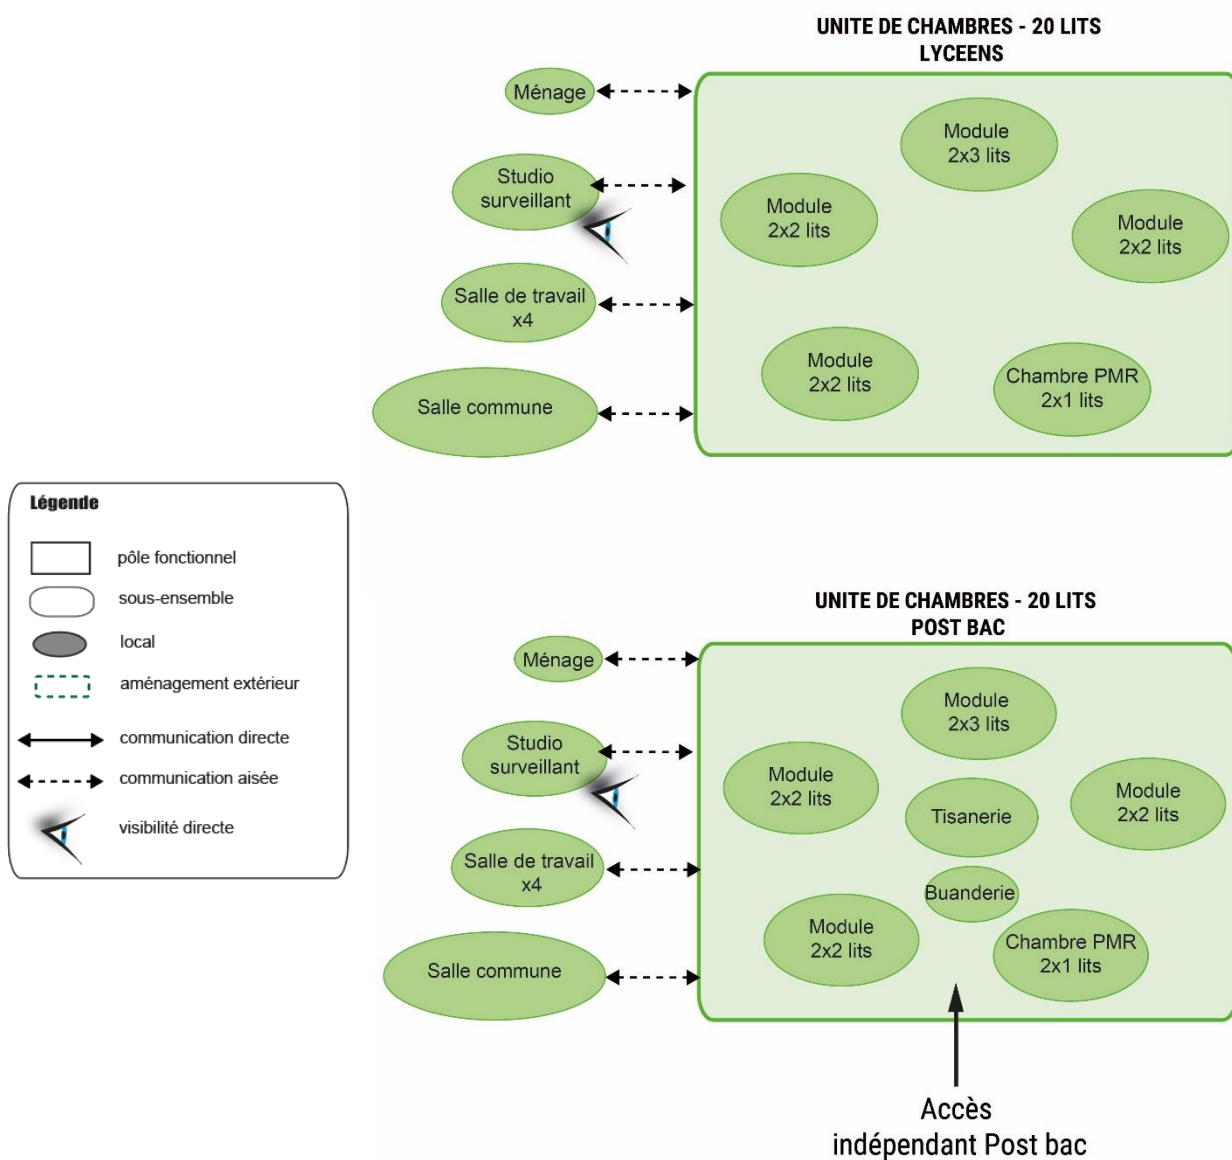 UNITE DE CHAMBRES - 20 LITS
LYCEENS
Ménage
Studio
surveillant
Salle de travail
x4
Salle commune
Module
2x3 lits
Module
2x2 lits
Module
2x2 lits
Module
2x2 lits
Chambre PMR
2x1 lits
Légende
pôle fonctionnel
sous-ensemble
local
aménagement extérieur
communication directe
communication aisée
visibilité directe
UNITE DE CHAMBRES - 20 LITS
POST BAC
Ménage
Studio
surveillant
Salle de travail
x4
Salle commune
Module
2x3 lits
Module
2x2 lits
Tisanerie
Module
2x2 lits
Buanderie
Module
2x2 lits
Chambre PMR
2x1 lits
Accès
indépendant Post bac